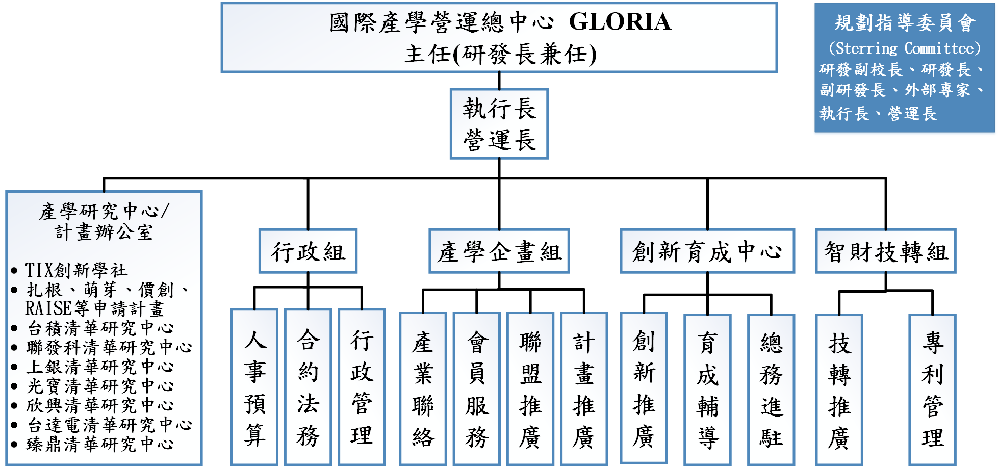 國際產學營運總中心 GLORIA
主任(研發長兼任)
規劃指導委員會
(Sterring Committee)
研發副校長、研發長、
副研發長、外部專家、
執行長、營運長
執行長
營運長
產學研究中心/
計畫辦公室
• TIX創新學社
• 扎根、萌芽、價創、
RAISE等申請計畫
• 台積清華研究中心
• 聯發科清華研究中心
• 上銀清華研究中心
• 光寶清華研究中心
• 欣興清華研究中心
• 台達電清華研究中心
• 臻鼎清華研究中心
行政組
人事預算
合約法務
行政管理
產學企畫組
產業聯絡
會員服務
聯盟推廣
計畫推廣
創新育成中心
創新推廣
育成輔導
總務進駐
智財技轉組
技轉推廣
專利管理